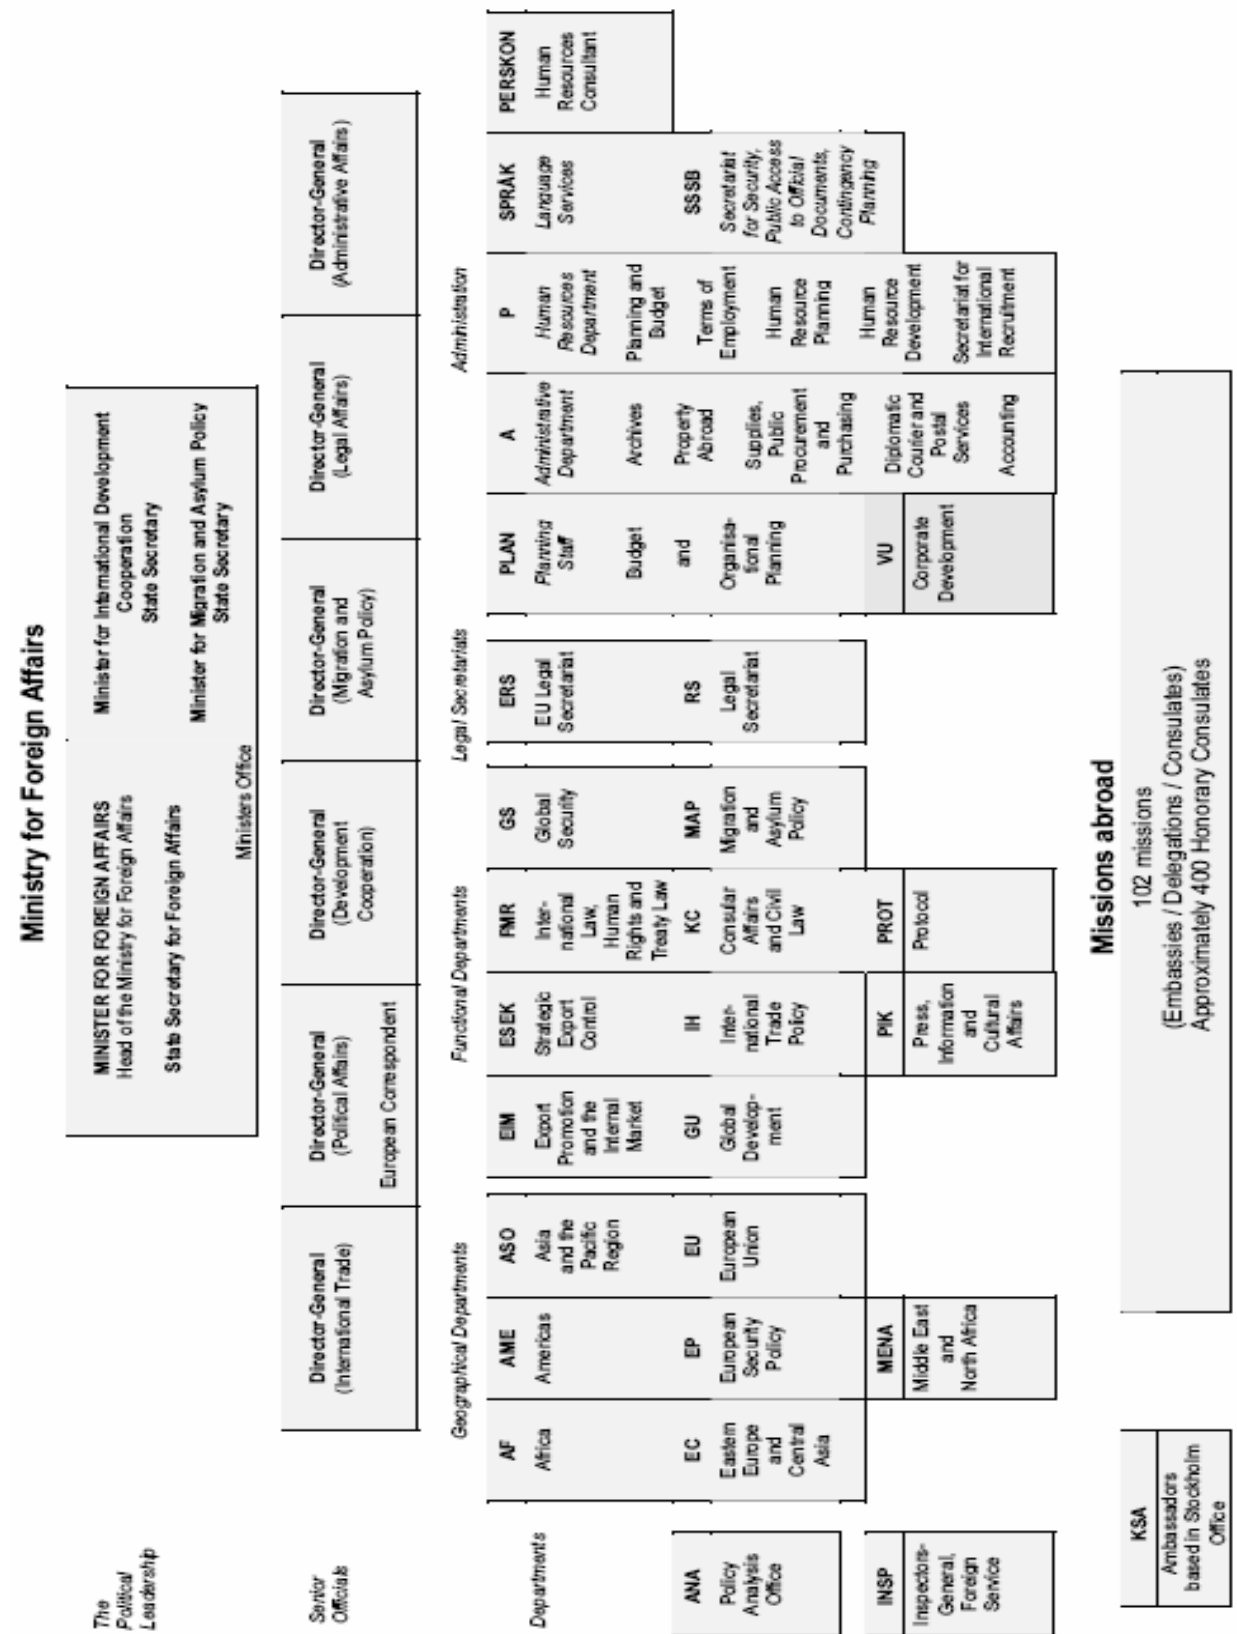 Ministry for Foreign Affairs
The
Political
Leadership
MINISTER FOR FOREIGN AFFAIRS
Head of the Ministry for Foreign Affairs
State Secretary for Foreign Affairs
Minister for International Development
Cooperation
State Secretary
Minister for Migration and Asylum Policy
State Secretary
Ministers Office
Senior
Officials
Director-General
(International Trade)
Director-General
(Political Affairs)
European Correspondent
Director-General
(Development
Cooperation)
Director-General
(Migration and
Asylum Policy)
Director-General
(Legal Affairs)
Director-General
(Administrative Affairs)
Departments
Geographical Departments
AF
Africa
AME
Americas
ASO
Asia
and the
Pacific
Region
EC
Eastern
Europe
and
Central
Asia
EP
European
Security
Policy
EU
European
Union
MENA
Middle East
and
North Africa
Functional Departments
EIM
Export
Promotion
and the
Internal
Market
ESEK
Strategic
Export
Control
FMR
Inter-
national
Law,
Human
Rights and
Treaty Law
GS
Global
Security
GU
Global
Develop-
ment
IH
Inter-
national
Trade
Policy
KC
Consular
Affairs
and Civil
Law
MAP
Migration
and
Asylum
Policy
PIK
Press,
Information
and
Cultural
Affairs
PROT
Protocol
Legal Secretariats
ERS
EU Legal
Secretariat
RS
Legal
Secretariat
Administration
PLAN
Planning
Staff
Budget
and
Organisa-
tional
Planning
VU
Corporate
Development
A
Administrative
Department
Archives
Property
Abroad
Supplies,
Public
Procurement
and
Purchasing
Diplomatic
Courier and
Postal
Services
Accounting
P
Human
Resources
Department
Planning and
Budget
Terms of
Employment
Human
Resource
Planning
Human
Resource
Development
Secretariat for
International
Recruitment
SPRÅK
Language
Services
SSSB
Secretariat
for Security,
Public Access
to Official
Documents,
Contingency
Planning
PERSKON
Human
Resources
Consultant
ANA
Policy
Analysis
Office
INSP
Inspectors-
General,
Foreign
Service
KSA
Ambassadors
based in Stockholm
Office
Missions abroad
102 missions
(Embassies / Delegations / Consulates)
Approximately 400 Honorary Consulates